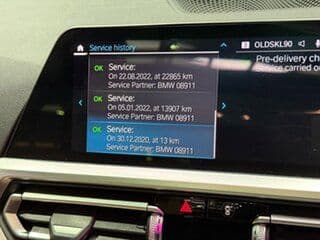 Service history
OLDSKL90
OK Service:
On 22.08.2022, at 22865 km
Service Partner: BMW 08911
OK Service:
On 05.01.2022, at 13907 km
Service Partner: BMW 08911
OK Service:
On 30.12.2020, at 13 km
Service Partner: BMW 08911
Pre-delivery ch
Service carried o